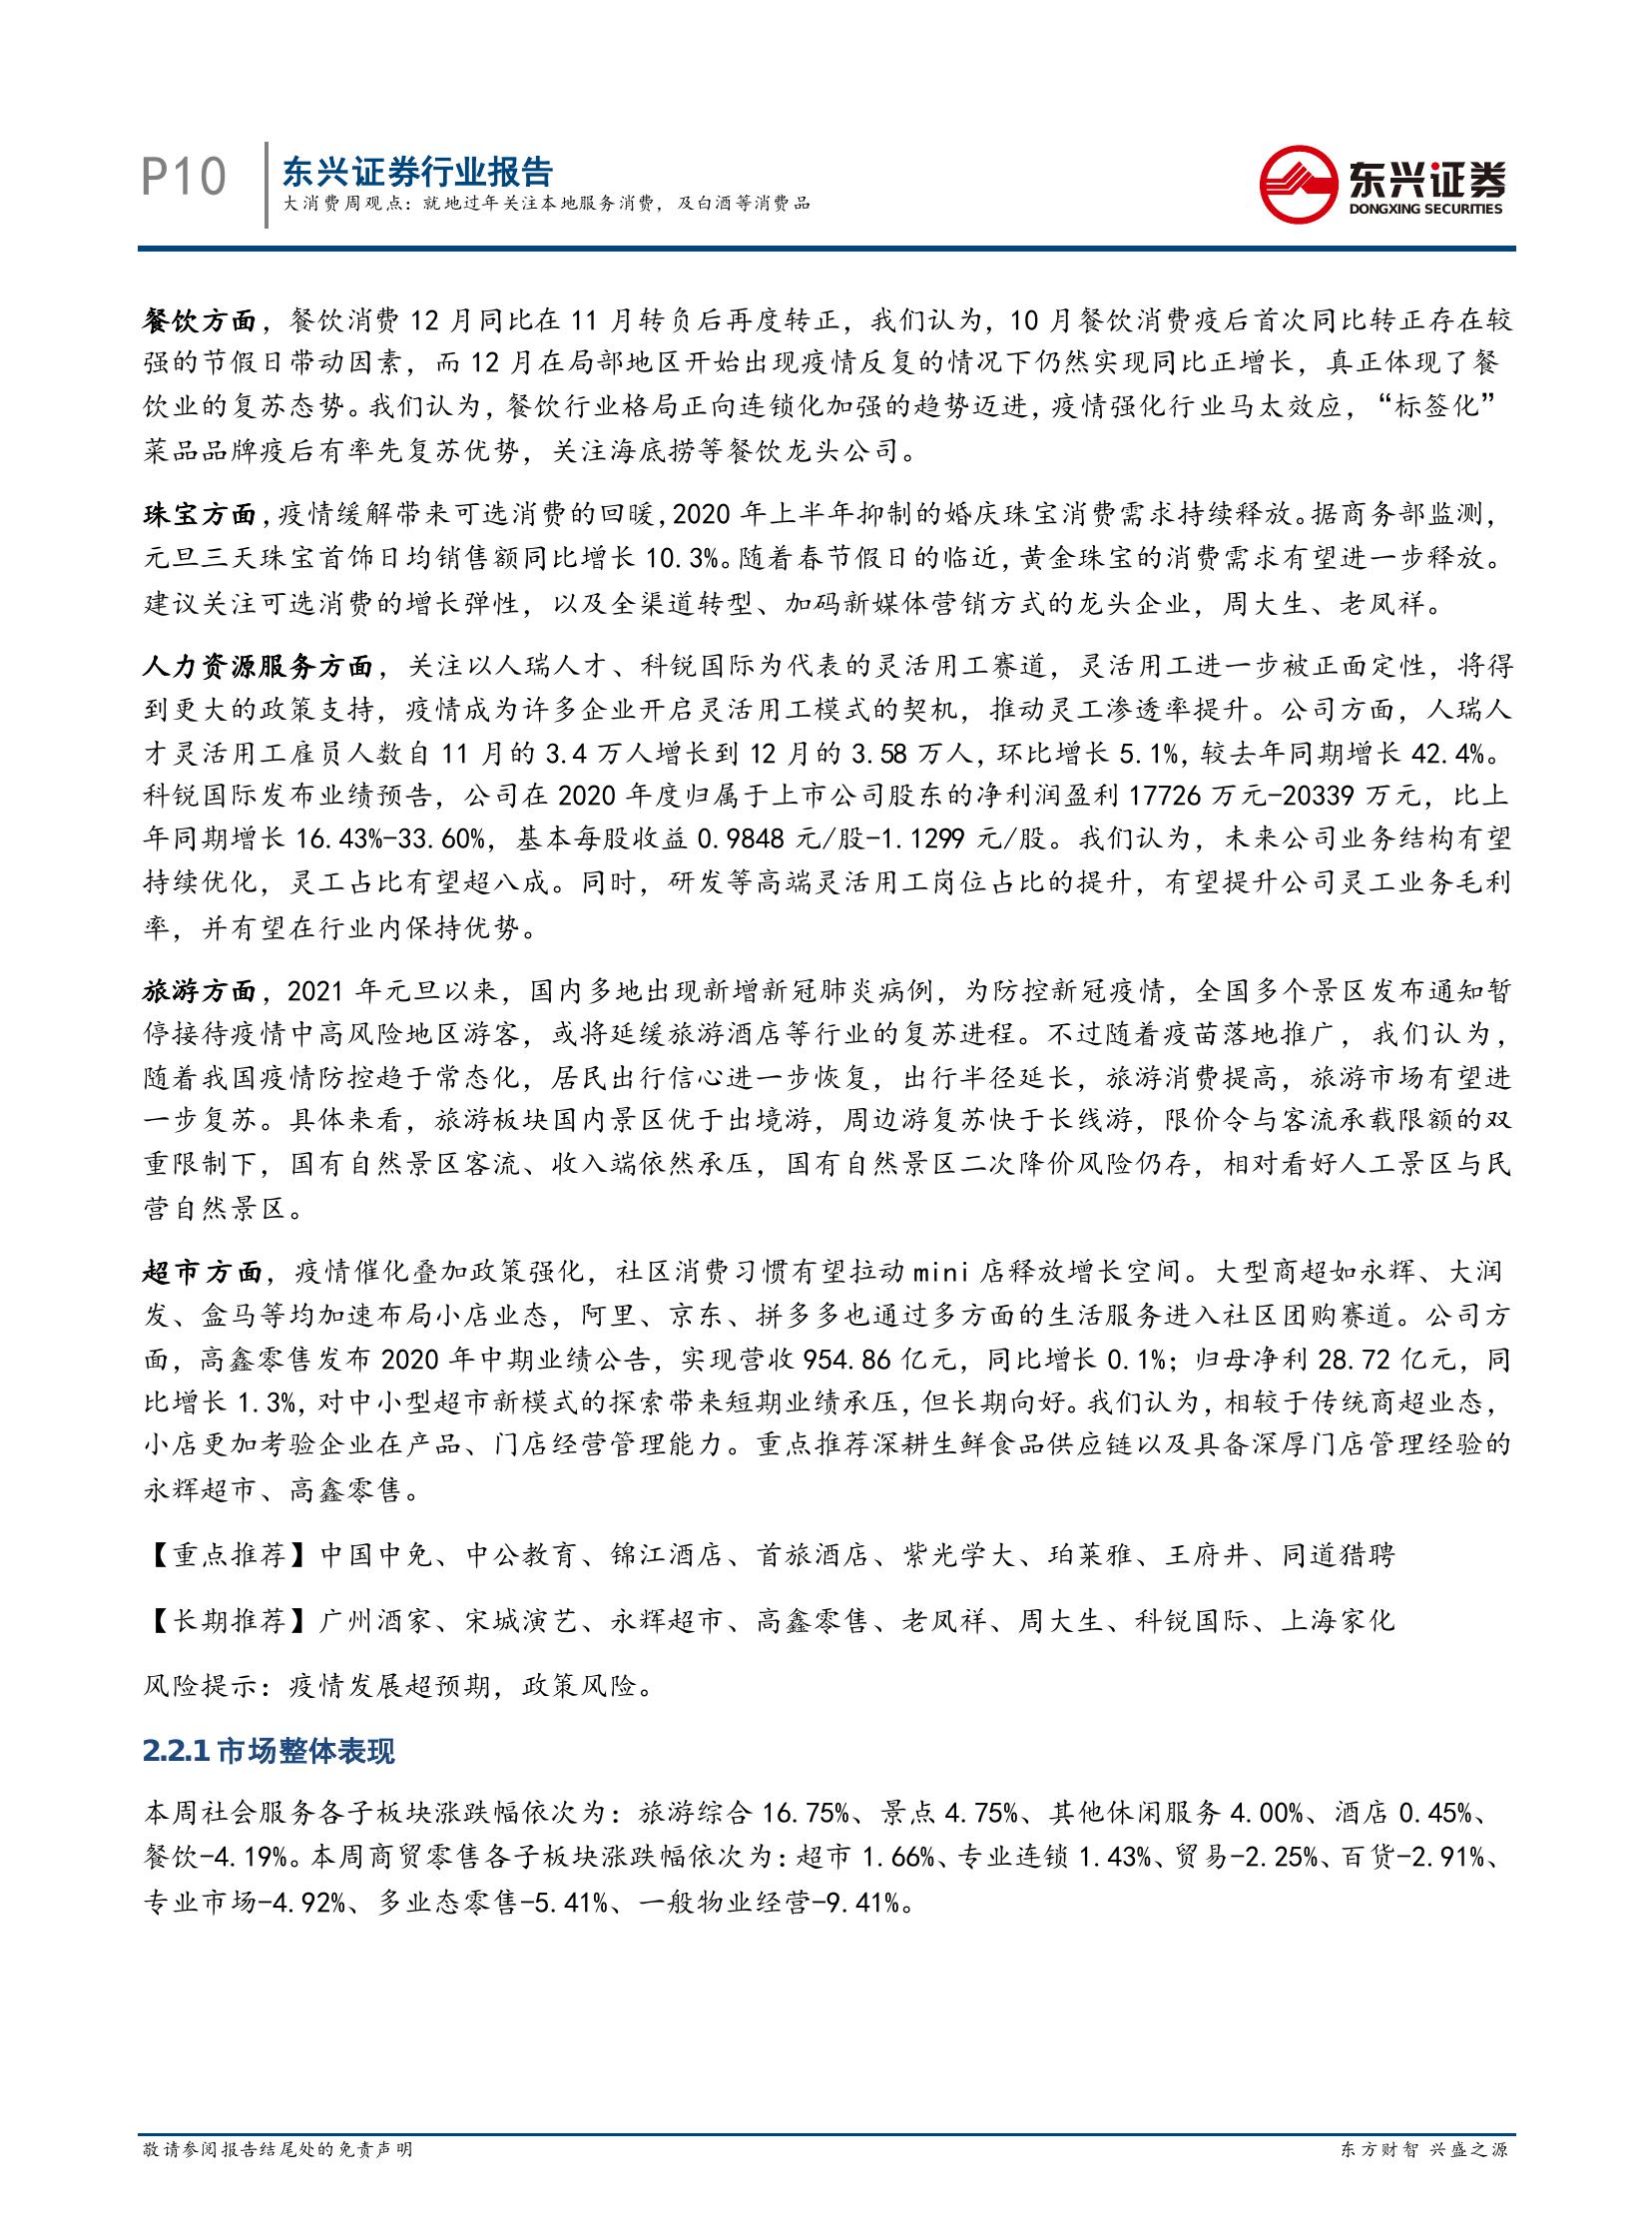 P10
东兴证券行业报告
大消费周观点：就地过年关注本地服务消费，及白酒等消费品
东兴证券
DONGXING SECURITIES
餐饮方面，餐饮消费 12 月同比在 11 月转负后再度转正，我们认为，10 月餐饮消费疫后首次同比转正存在较
强的节假日带动因素，而 12 月在局部地区开始出现疫情反复的情况下仍然实现同比正增长，真正体现了餐
饮业的复苏态势。我们认为，餐饮行业格局正向连锁化加强的趋势迈进，疫情强化行业马太效应，“标签化”
菜品品牌疫后有率先复苏优势，关注海底捞等餐饮龙头公司。
珠宝方面，疫情缓解带来可选消费的回暖，2020 年上半年抑制的婚庆珠宝消费需求持续释放。据商务部监测，
元旦三天珠宝首饰日均销售额同比增长 10.3%。随着春节假日的临近，黄金珠宝的消费需求有望进一步释放。
建议关注可选消费的增长弹性，以及全渠道转型、加码新媒体营销方式的龙头企业，周大生、老凤祥。
人力资源服务方面，关注以人瑞人才、科锐国际为代表的灵活用工赛道，灵活用工进一步被正面定性，将得
到更大的政策支持，疫情成为许多企业开启灵活用工模式的契机，推动灵工渗透率提升。公司方面，人瑞人
才灵活用工雇员人数自 11 月的 3.4 万人增长到 12 月的 3.58 万人，环比增长 5.1%，较去年同期增长 42.4%。
科锐国际发布业绩预告，公司在 2020 年度归属于上市公司股东的净利润盈利 17726 万元-20339 万元，比上
年同期增长 16.43%-33.60%，基本每股收益 0.9848 元/股-1.1299 元/股。我们认为，未来公司业务结构有望
持续优化，灵工占比有望超八成。同时，研发等高端灵活用工岗位占比的提升，有望提升公司灵工业务毛利
率，并有望在行业内保持优势。
旅游方面，2021 年元旦以来，国内多地出现新增新冠肺炎病例，为防控新冠疫情，全国多个景区发布通知暂
停接待疫情中高风险地区游客，或将延缓旅游酒店等行业的复苏进程。不过随着疫苗落地推广，我们认为，
随着我国疫情防控趋于常态化，居民出行信心进一步恢复，出行半径延长，旅游消费提高，旅游市场有望进
一步复苏。具体来看，旅游板块国内景区优于出境游，周边游复苏快于长线游，限价令与客流承载限额的双
重限制下，国有自然景区客流、收入端依然承压，国有自然景区二次降价风险仍存，相对看好人工景区与民
营自然景区。
超市方面，疫情催化叠加政策强化，社区消费习惯有望拉动 mini 店释放增长空间。大型商超如永辉、大润
发、盒马等均加速布局小店业态，阿里、京东、拼多多也通过多方面的生活服务进入社区团购赛道。公司方
面，高鑫零售发布 2020 年中期业绩公告，实现营收 954.86 亿元，同比增长 0.1%；归母净利 28.72 亿元，同
比增长 1.3%，对中小型超市新模式的探索带来短期业绩承压，但长期向好。我们认为，相较于传统商超业态，
小店更加考验企业在产品、门店经营管理能力。重点推荐深耕生鲜食品供应链以及具备深厚门店管理经验的
永辉超市、高鑫零售。
【重点推荐】中国中免、中公教育、锦江酒店、首旅酒店、紫光学大、珀莱雅、王府井、同道猎聘
【长期推荐】广州酒家、宋城演艺、永辉超市、高鑫零售、老凤祥、周大生、科锐国际、上海家化
风险提示：疫情发展超预期，政策风险。
2.2.1 市场整体表现
本周社会服务各子板块涨跌幅依次为：旅游综合 16.75%、景点 4.75%、其他休闲服务 4.00%、酒店 0.45%、
餐饮-4.19%。本周商贸零售各子板块涨跌幅依次为：超市 1.66%、专业连锁 1.43%、贸易-2.25%、百货-2.91%、
专业市场-4.92%、多业态零售-5.41%、一般物业经营-9.41%。
敬请参阅报告结尾处的免责声明
东方财智 兴盛之源